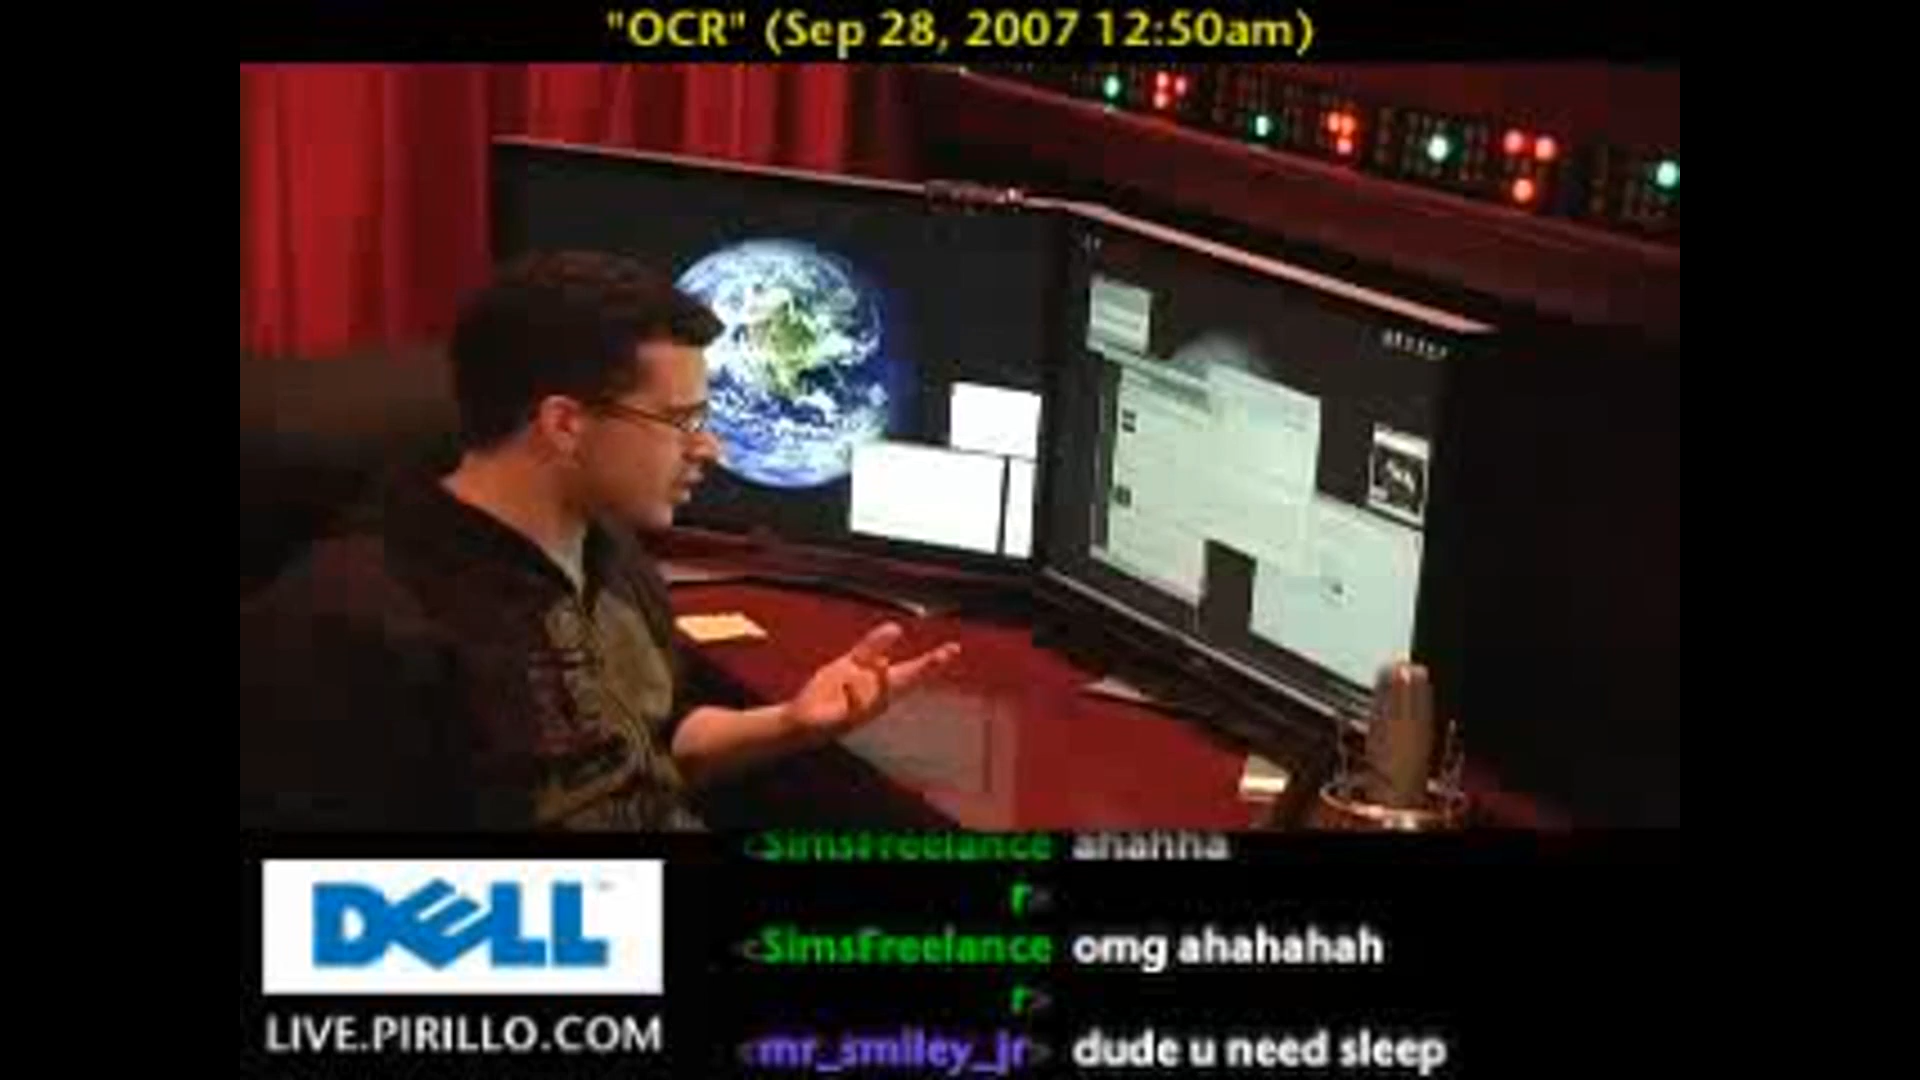 "OCR" (Sep 28, 2007 12:50am)
<SimsFreelance ahahha
r>
<SimsFreelance omg ahahahah
r>
<mr_smiley_jr> dude u need sleep
DELL
LIVE.PIRILLO.COM